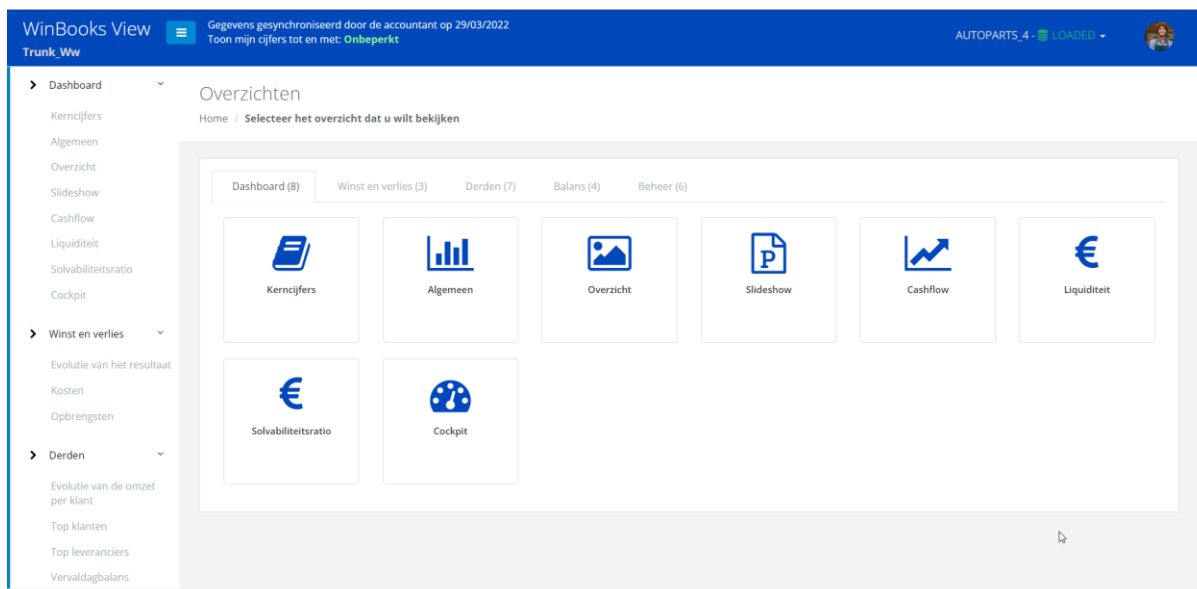 WinBooks View
Trunk_Ww
Gegevens gesynchroniseerd door de accountant op 29/03/2022
Toon mijn cijfers tot en met: Onbeperkt
AUTOPARTS_4 - LOADED
Dashboard
Kerncijfers
Algemeen
Overzicht
Slideshow
Cashflow
Liquiditeit
Solvabiliteitsratio
Cockpit
Winst en verlies
Evolutie van het resultaat
Kosten
Opbrengsten
Derden
Evolutie van de omzet
per klant
Top klanten
Top leveranciers
Vervaldagbalans
Overzichten
Home / Selecteer het overzicht dat u wilt bekijken
Dashboard (8) Winst en verlies (3) Derden (7) Balans (4) Beheer (6)
Kerncijfers Algemeen Overzicht Slideshow Cashflow Liquiditeit
Solvabiliteitsratio Cockpit